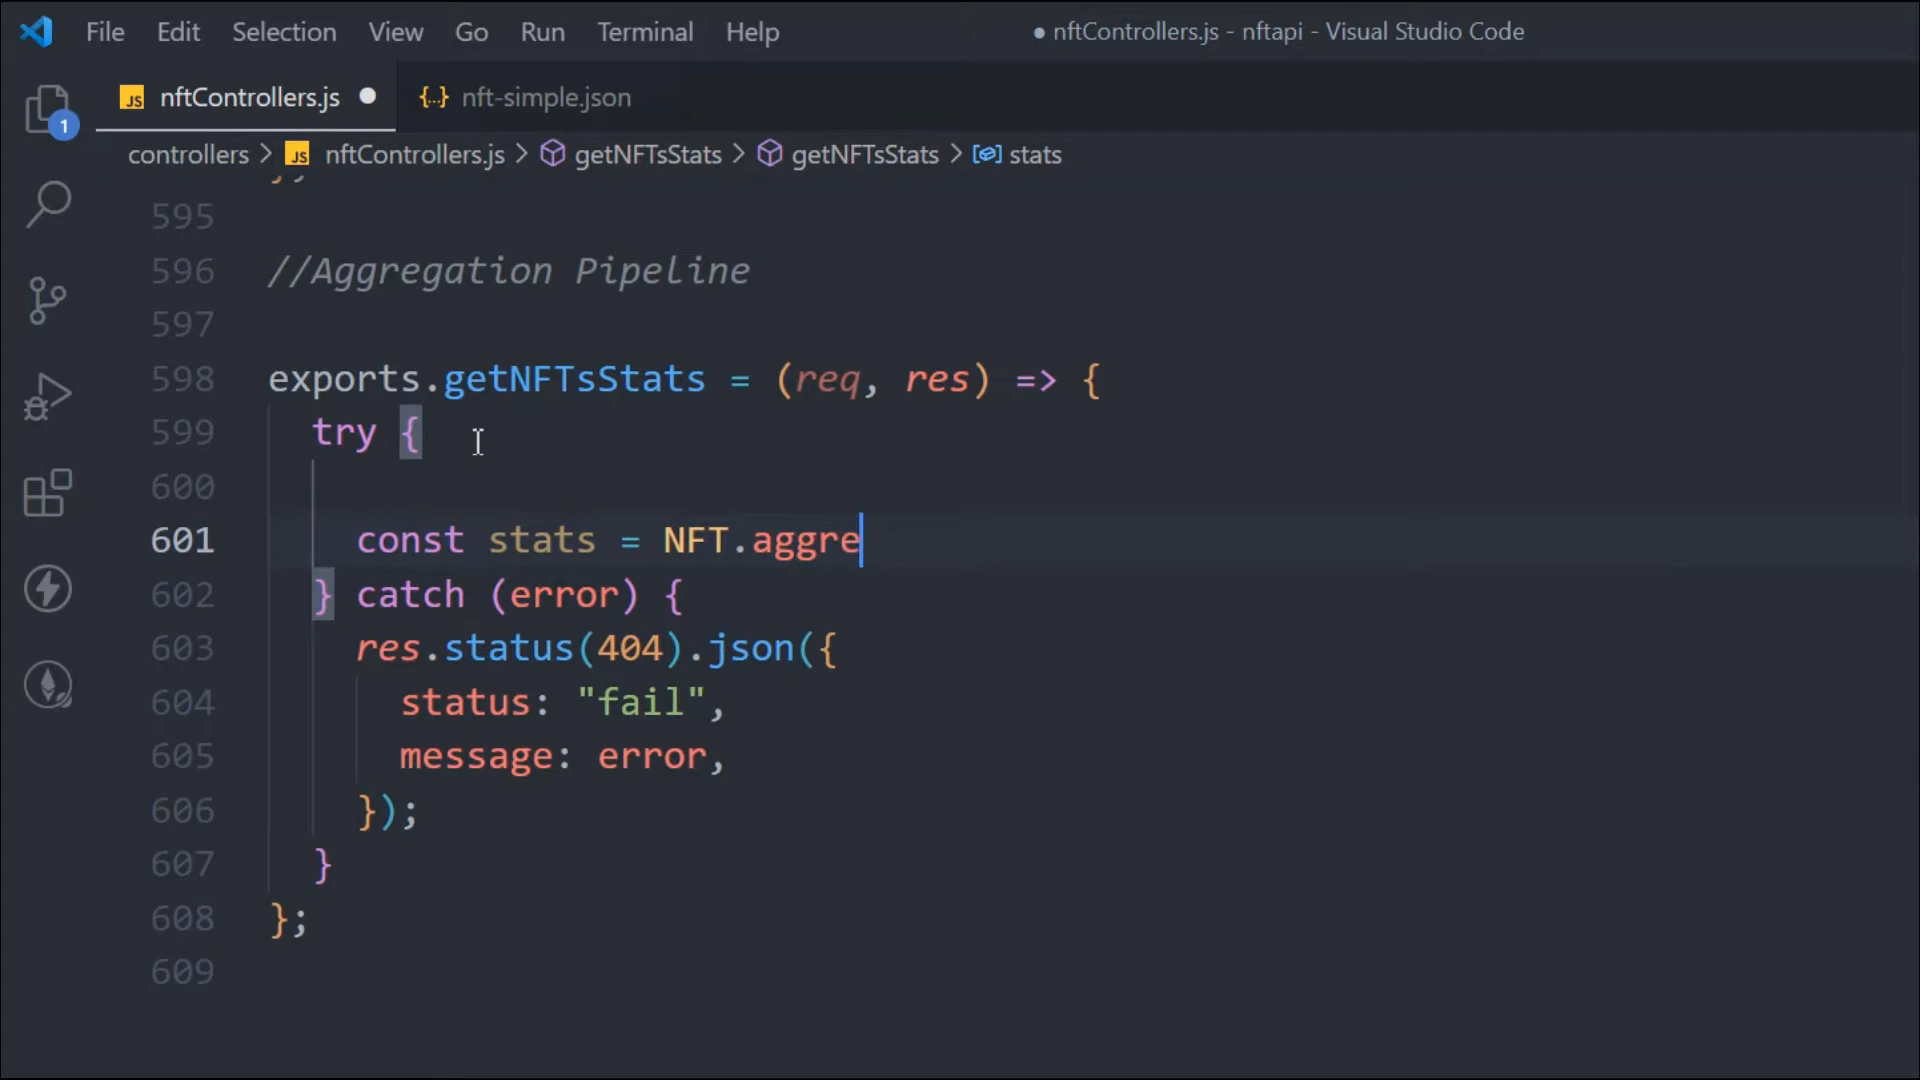 File Edit Selection View Go Run Terminal Help ● nftControllers.js - nftapi - Visual Studio Code
JS nftControllers.js ● {..} nft-simple.json
1
controllers > JS nftControllers.js > getNFTsStats > getNFTsStats > stats
595
596 //Aggregation Pipeline
597
598 exports.getNFTsStats = (req, res) => {
599 try {
600
601 const stats = NFT.aggre
602 } catch (error) {
603 res.status(404).json({
604 status: "fail",
605 message: error,
606 });
607 }
608 };
609